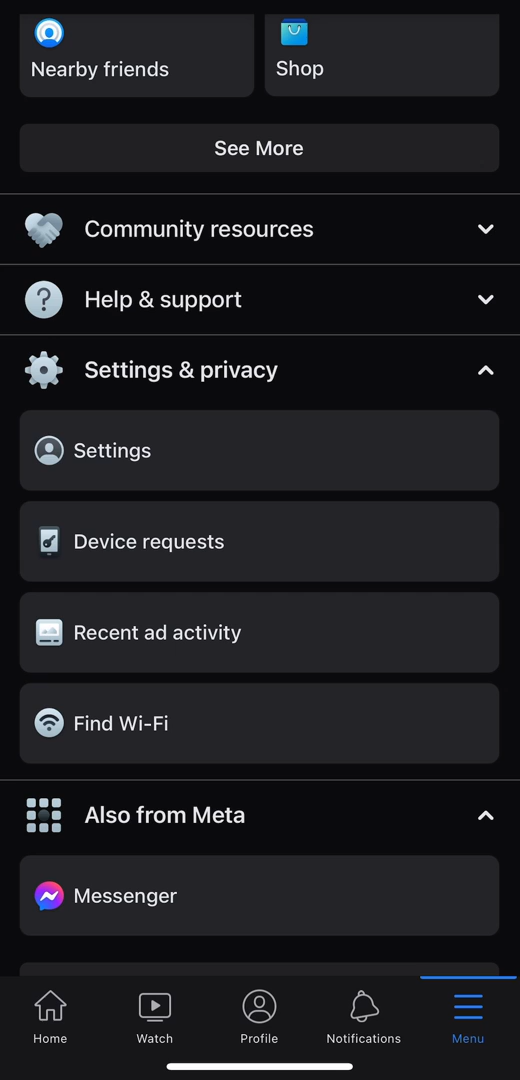 Nearby friends
Shop
See More
Community resources
Help & support
Settings & privacy
Settings
Device requests
Recent ad activity
Find Wi-Fi
Also from Meta
Messenger
Home
Watch
Profile
Notifications
Menu